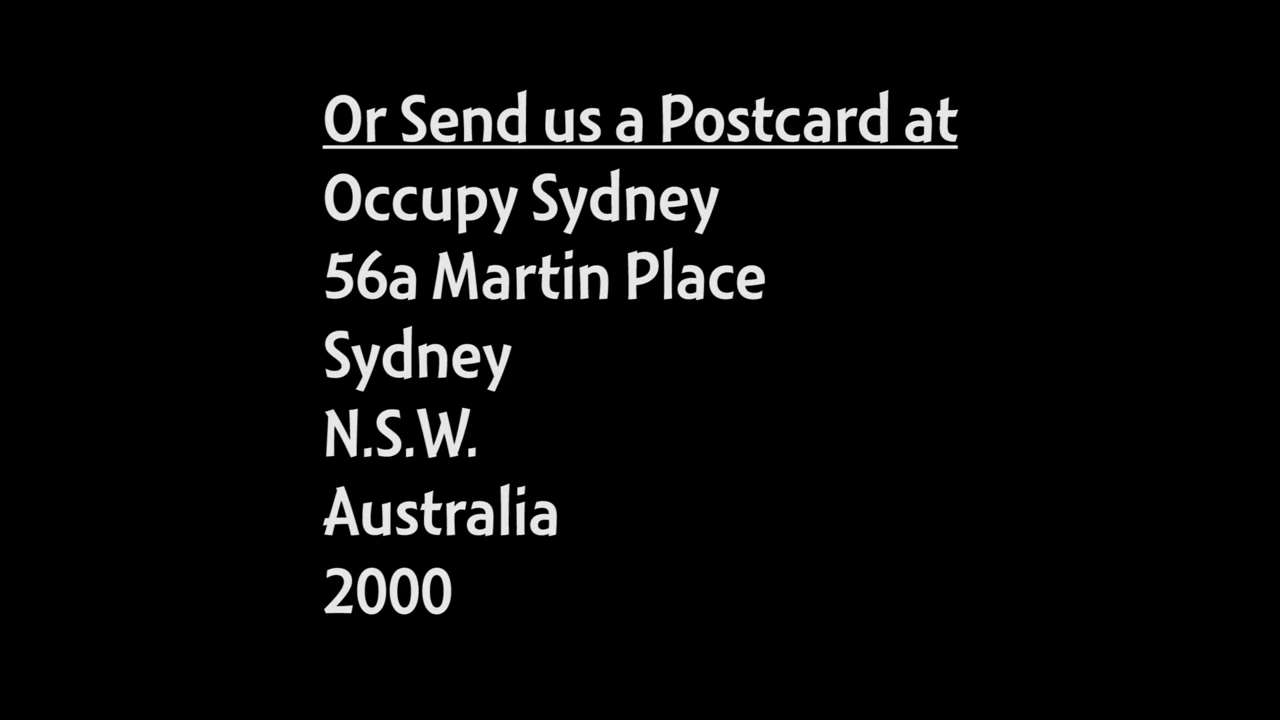 Or Send us a Postcard at
Occupy Sydney
56a Martin Place
Sydney
N.S.W.
Australia
2000